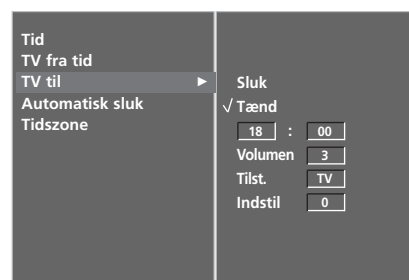 Tid
TV fra tid
TV til ►
Automatisk sluk
Tidszone
Sluk
√ Tænd
18 : 00
Volumen 3
Tilst. TV
Indstil 0